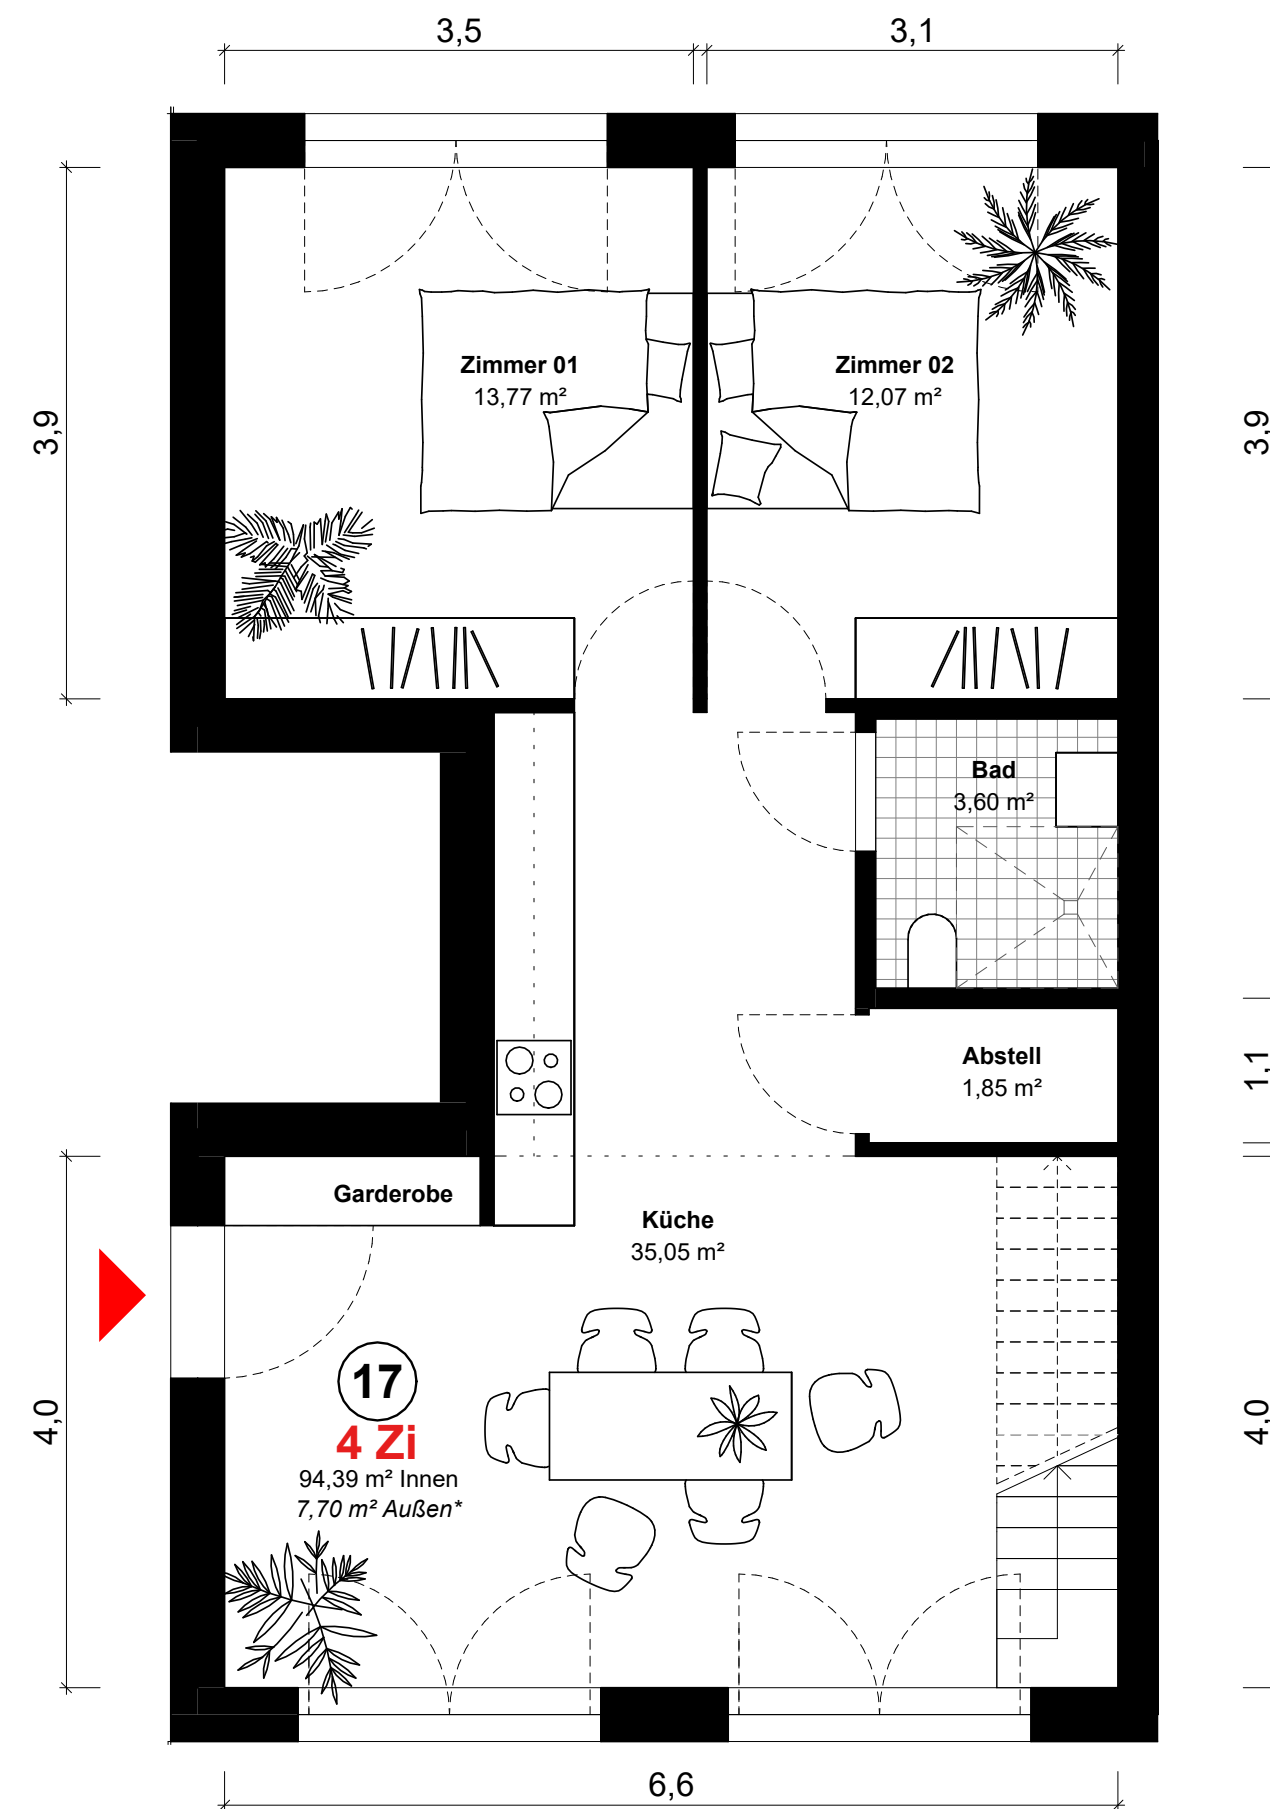 3,5
3,1
Zimmer 01
13,77 m²
Zimmer 02
12,07 m²
3,9
3,9
Bad
3,60 m²
Abstell
1,85 m²
1,1
Garderobe
Küche
35,05 m²
17
4 Zi
94,39 m² Innen
7,70 m² Außen*
4,0
4,0
6,6